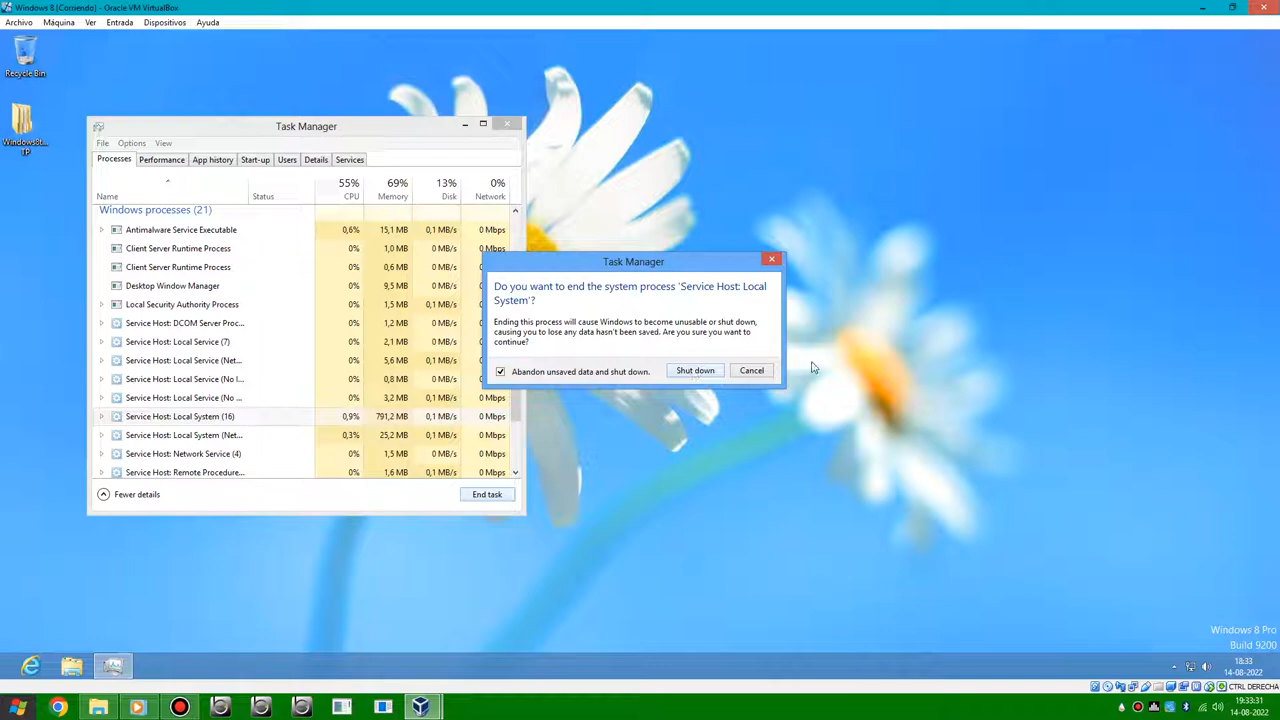 Windows 8 [Corriendo] - Oracle VM VirtualBox
Archivo Máquina Ver Entrada Dispositivos Ayuda
Recycle Bin
Windows8t...
TP
Task Manager
File Options View
Processes Performance App history Start-up Users Details Services
55% 69% 13% 0%
Name Status CPU Memory Disk Network
Windows processes (21)
Antimalware Service Executable 0,6% 15,1 MB 0,1 MB/s 0 Mbps
Client Server Runtime Process 0% 1,0 MB 0 MB/s 0 Mbps
Client Server Runtime Process 0% 0,6 MB 0 MB/s
Desktop Window Manager 0% 9,5 MB 0 MB/s
Local Security Authority Process 0% 1,5 MB 0,1 MB/s
Service Host: DCOM Server Proc... 0% 1,2 MB 0 MB/s
Service Host: Local Service (7) 0% 1,2 MB 0 MB/s
Service Host: Local Service (Net... 0% 5,6 MB 0,1 MB/s
Service Host: Local Service (No I... 0% 3,2 MB 0,1 MB/s
Service Host: Local Service (No ... 0% 3,2 MB 0,1 MB/s 0 Mbps
Service Host: Local System (16) 0,9% 791,2 MB 0,1 MB/s 0 Mbps
Service Host: Local System (Net... 0,3% 25,2 MB 0,1 MB/s 0 Mbps
Service Host: Network Service (4) 0% 1,5 MB 0,1 MB/s 0 Mbps
Service Host: Remote Procedure... 0% 1,6 MB 0,1 MB/s 0 Mbps
Fewer details End task
Task Manager
Do you want to end the system process 'Service Host: Local
System'?
Ending this process will cause Windows to become unusable or shut down,
causing you to lose any data hasn't been saved. Are you sure you want to
continue?
Abandon unsaved data and shut down. Shut down Cancel
Windows 8 Pro
Build 9200
18:33
14-08-2022
CTRL DERECHA
19:33:31
14-08-2022